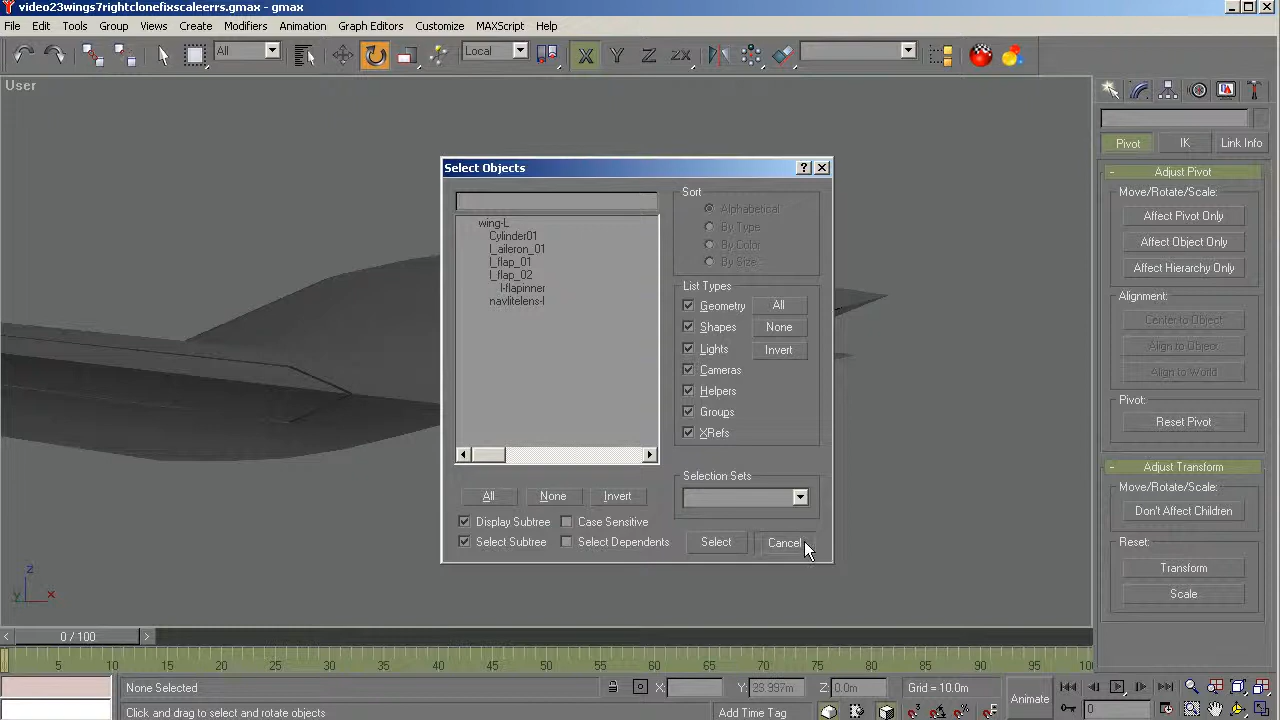 video23wings7rightclonefixscaleerrs.gmax - gmax
File Edit Tools Group Views Create Modifiers Animation Graph Editors Customize MAXScript Help
All
Local
X Y Z ZX
User
Pivot IK Link Info
- Adjust Pivot
Move/Rotate/Scale:
Affect Pivot Only
Affect Object Only
Affect Hierarchy Only
Alignment:
Center to Object
Align to Object
Align to World
Pivot:
Reset Pivot
- Adjust Transform
Move/Rotate/Scale:
Don't Affect Children
Reset:
Transform
Scale
Select Objects
wing-L
Cylinder01
l_aileron_01
l_flap_01
l_flap_02
l-flapinner
navlitelens-l
Sort
Alphabetical
By Type
By Color
By Size
List Types
Geometry All
Shapes None
Lights Invert
Cameras
Helpers
Groups
XRefs
Selection Sets
All None Invert
Display Subtree Case Sensitive
Select Subtree Select Dependents
Select Cancel
z
y x
< 0 / 100 >
5 10 15 20 25 30 35 40 45 50 55 60 65 70 75 80 85 90 95 10
None Selected X: Y: 23.997m Z: 0.0m Grid = 10.0m
Click and drag to select and rotate objects Add Time Tag
Animate
0